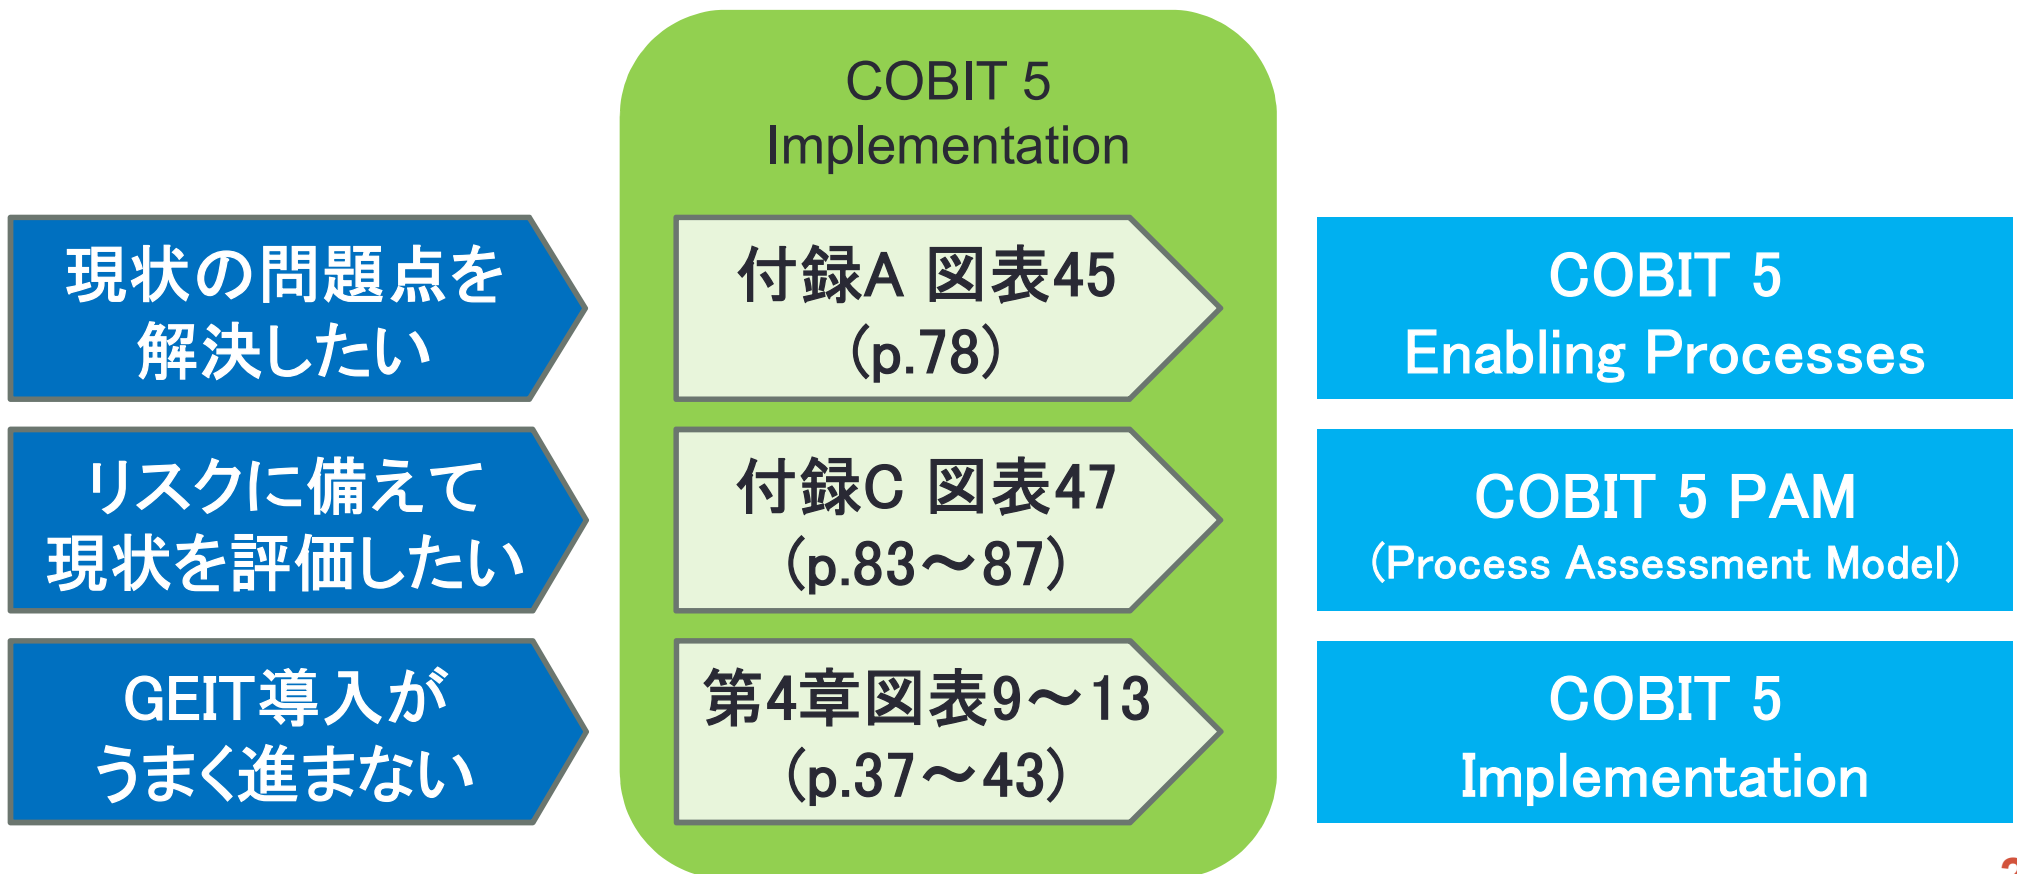 COBIT 5
Implementation
現状の問題点を
解決したい
付録A 図表45
(p.78)
COBIT 5
Enabling Processes
リスクに備えて
現状を評価したい
付録C 図表47
(p.83～87)
COBIT 5 PAM
(Process Assessment Model)
GEIT導入が
うまく進まない
第4章図表9～13
(p.37～43)
COBIT 5
Implementation